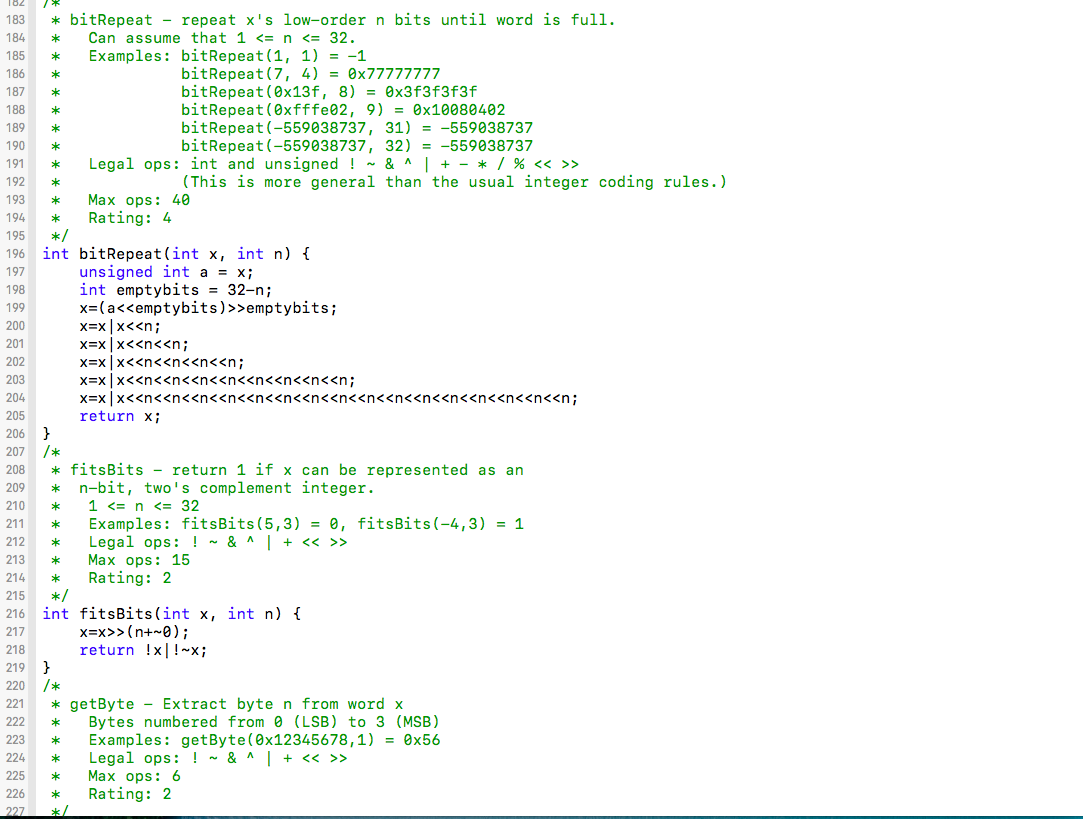 182 /*
183  * bitRepeat - repeat x's low-order n bits until word is full.
184  *   Can assume that 1 <= n <= 32.
185  *   Examples: bitRepeat(1, 1) = -1
186  *             bitRepeat(7, 4) = 0x77777777
187  *             bitRepeat(0x13f, 8) = 0x3f3f3f3f
188  *             bitRepeat(0xfffe02, 9) = 0x10080402
189  *             bitRepeat(-559038737, 31) = -559038737
190  *             bitRepeat(-559038737, 32) = -559038737
191  *   Legal ops: int and unsigned ! ~ & ^ | + - * / % << >>
192  *             (This is more general than the usual integer coding rules.)
193  *   Max ops: 40
194  *   Rating: 4
195  */
196 int bitRepeat(int x, int n) {
197     unsigned int a = x;
198     int emptybits = 32-n;
199     x=(a<<emptybits)>>emptybits;
200     x=x|x<<n;
201     x=x|x<<n<<n;
202     x=x|x<<n<<n<<n<<n;
203     x=x|x<<n<<n<<n<<n<<n<<n<<n<<n;
204     x=x|x<<n<<n<<n<<n<<n<<n<<n<<n<<n<<n<<n<<n<<n<<n<<n<<n;
205     return x;
206 }
207 /*
208  * fitsBits - return 1 if x can be represented as an
209  *  n-bit, two's complement integer.
210  *   1 <= n <= 32
211  *   Examples: fitsBits(5,3) = 0, fitsBits(-4,3) = 1
212  *   Legal ops: ! ~ & ^ | + << >>
213  *   Max ops: 15
214  *   Rating: 2
215  */
216 int fitsBits(int x, int n) {
217     x=x>>(n+~0);
218     return !x|!~x;
219 }
220 /*
221  * getByte - Extract byte n from word x
222  *   Bytes numbered from 0 (LSB) to 3 (MSB)
223  *   Examples: getByte(0x12345678,1) = 0x56
224  *   Legal ops: ! ~ & ^ | + << >>
225  *   Max ops: 6
226  *   Rating: 2
227  */